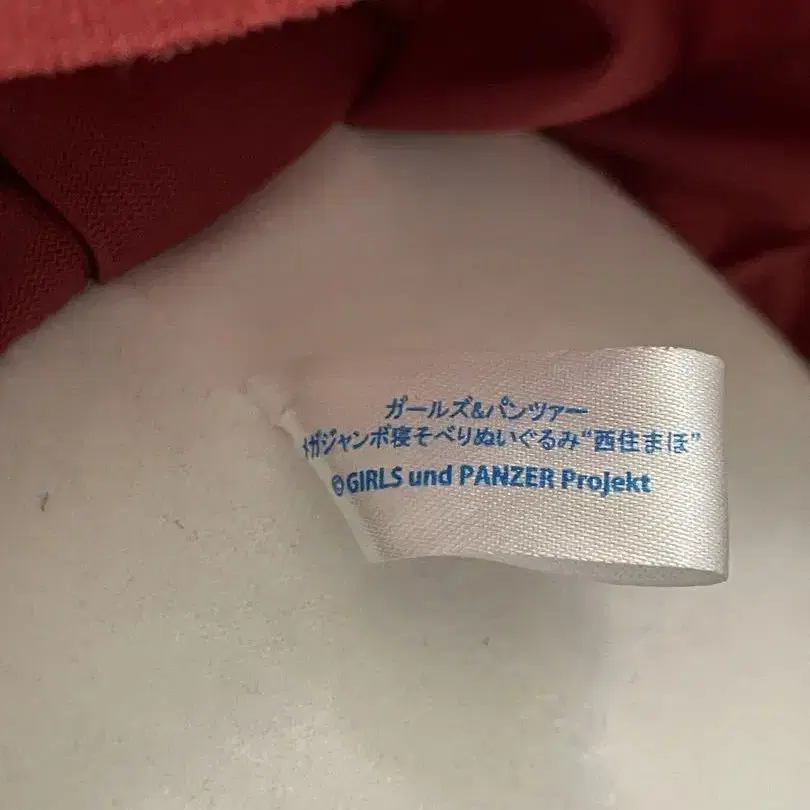 ガールズ&パンツァー
メガジャンボ寝そべりぬいぐるみ“西住まほ”
©GIRLS und PANZER Projekt